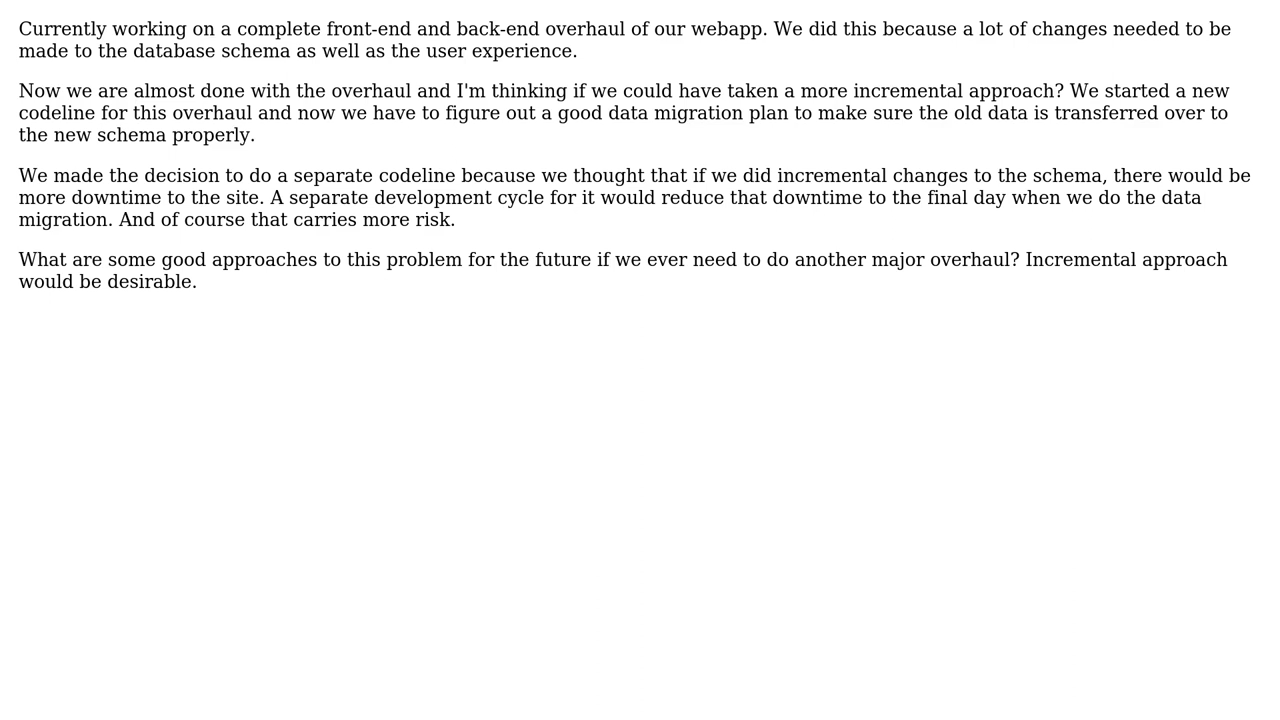 Currently working on a complete front-end and back-end overhaul of our webapp. We did this because a lot of changes needed to be
made to the database schema as well as the user experience.
Now we are almost done with the overhaul and I'm thinking if we could have taken a more incremental approach? We started a new
codeline for this overhaul and now we have to figure out a good data migration plan to make sure the old data is transferred over to
the new schema properly.
We made the decision to do a separate codeline because we thought that if we did incremental changes to the schema, there would be
more downtime to the site. A separate development cycle for it would reduce that downtime to the final day when we do the data
migration. And of course that carries more risk.
What are some good approaches to this problem for the future if we ever need to do another major overhaul? Incremental approach
would be desirable.